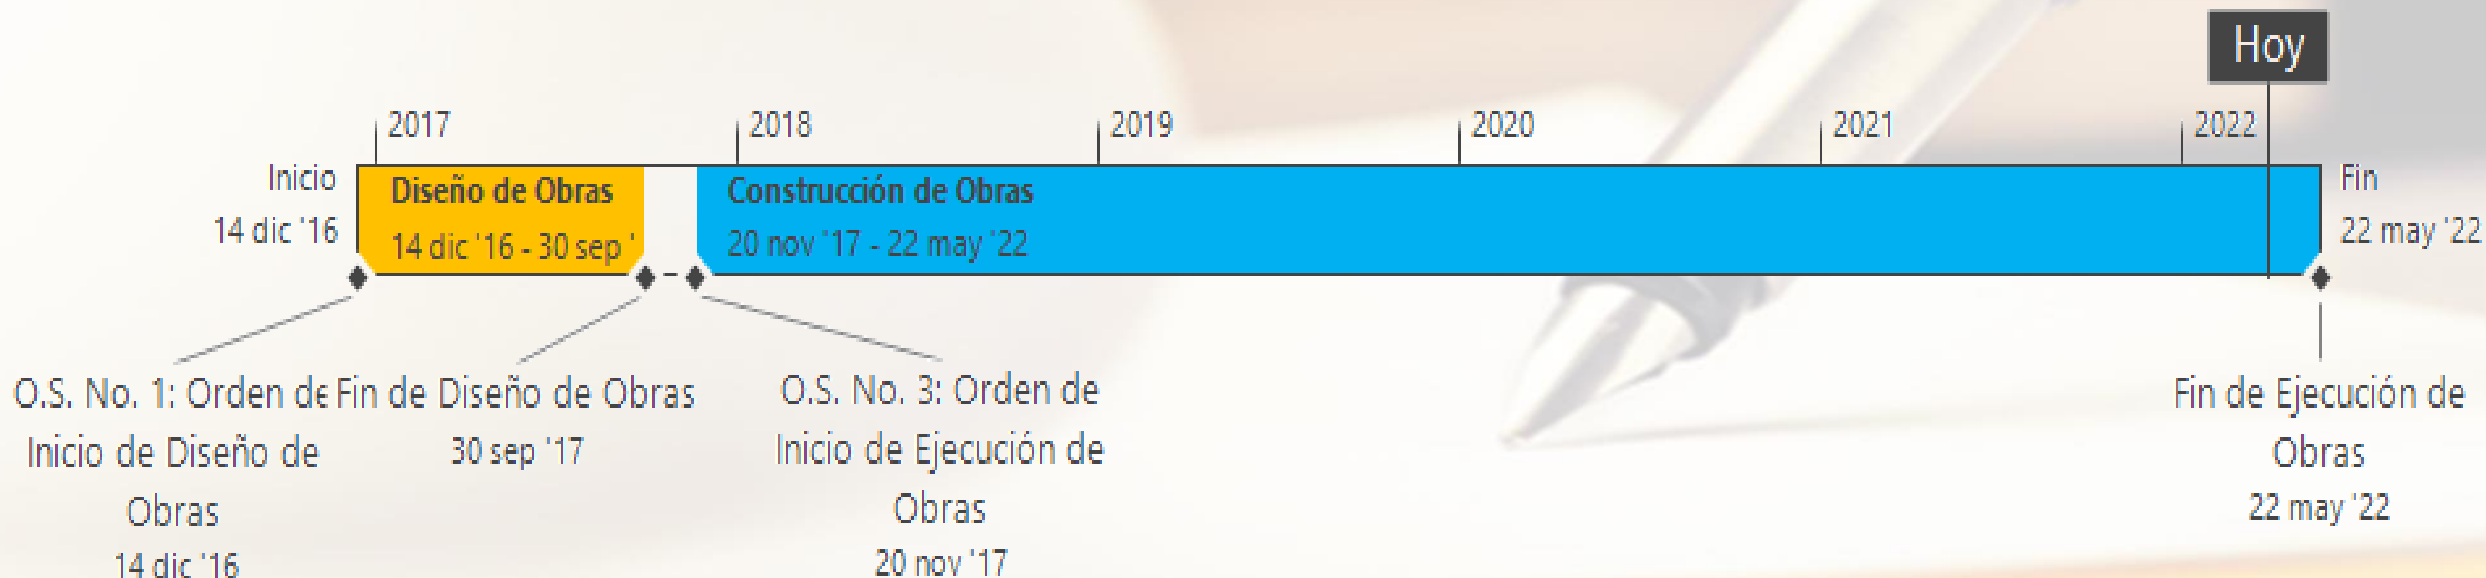 Hoy
2017 2018 2019 2020 2021 2022
Inicio
14 dic '16
Diseño de Obras
14 dic '16 - 30 sep '
Construcción de Obras
20 nov '17 - 22 may '22
Fin
22 may '22
O.S. No. 1: Orden de
Inicio de Diseño de
Obras
14 dic '16
Fin de Diseño de Obras
30 sep '17
O.S. No. 3: Orden de
Inicio de Ejecución de
Obras
20 nov '17
Fin de Ejecución de
Obras
22 may '22